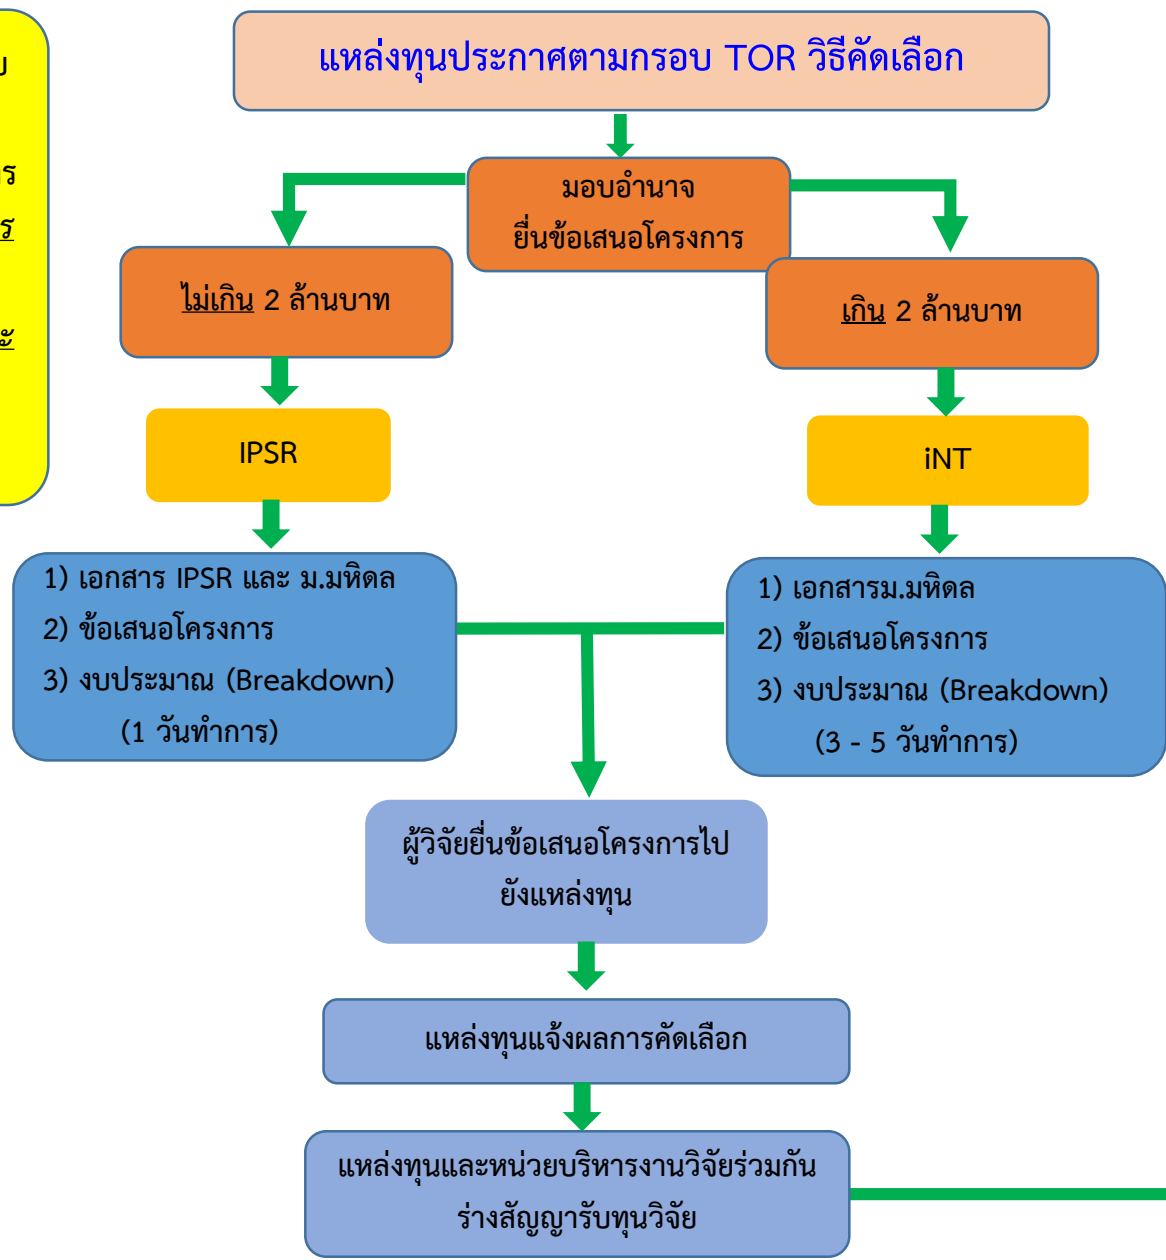 แหล่งทุนประกาศตามกรอบ TOR วิธีคัดเลือก
มอบอำนาจ
ยื่นข้อเสนอโครงการ
ไม่เกิน 2 ล้านบาท
เกิน 2 ล้านบาท
IPSR
iNT
1) เอกสาร IPSR และ ม.มหิดล
2) ข้อเสนอโครงการ
3) งบประมาณ (Breakdown)
(1 วันทำการ)
1) เอกสารม.มหิดล
2) ข้อเสนอโครงการ
3) งบประมาณ (Breakdown)
(3 - 5 วันทำการ)
ผู้วิจัยยื่นข้อเสนอโครงการไป
ยังแหล่งทุน
แหล่งทุนแจ้งผลการคัดเลือก
แหล่งทุนและหน่วยบริหารงานวิจัยร่วมกัน
ร่างสัญญารับทุนวิจัย